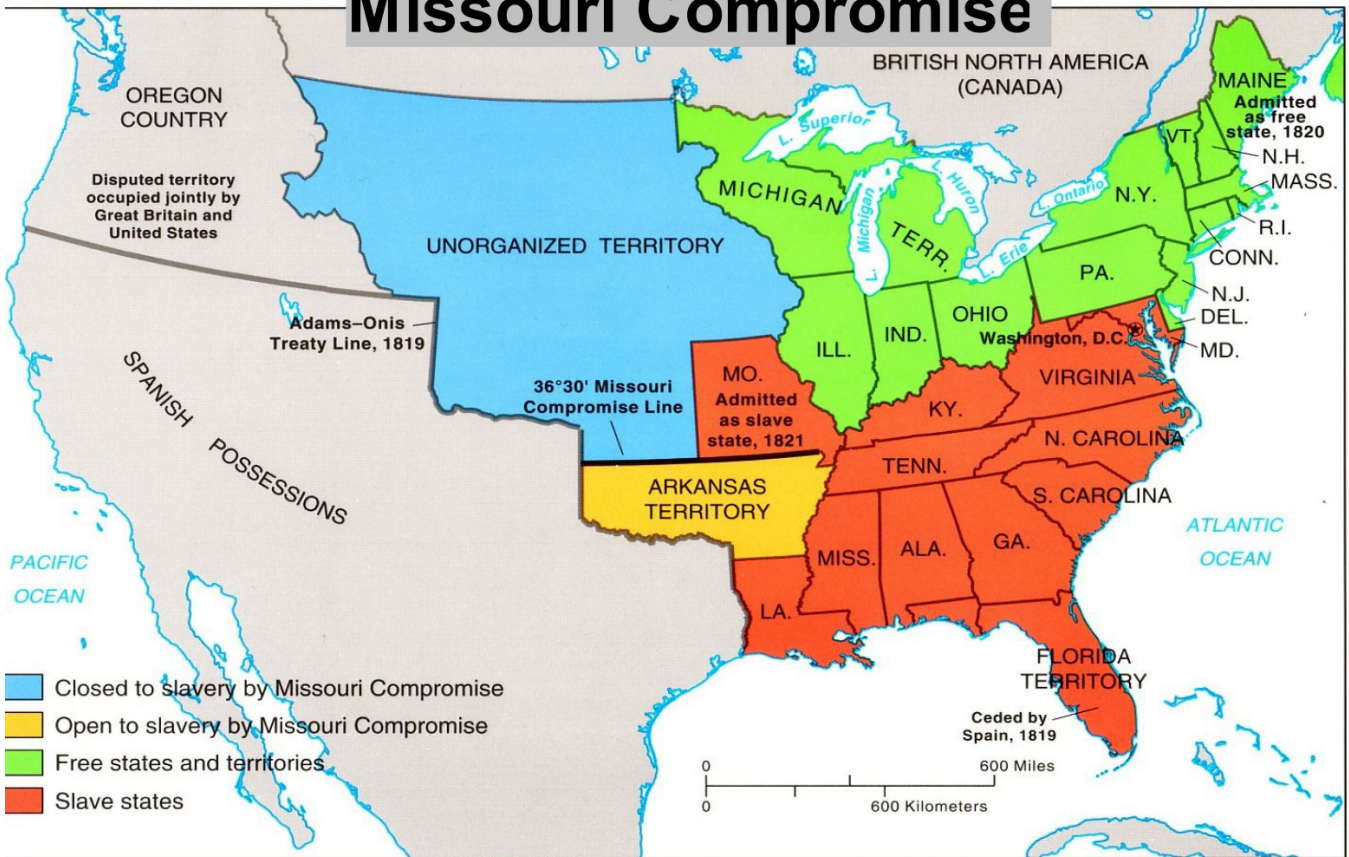 Missouri Compromise
BRITISH NORTH AMERICA
(CANADA)
OREGON
COUNTRY
Disputed territory
occupied jointly by
Great Britain and
United States
MAINE
Admitted
as free
state, 1820
VT.
N.H.
MASS.
N.Y.
R.I.
CONN.
PA.
N.J.
DEL.
MD.
L. Superior
L. Michigan
L. Huron
L. Ontario
L. Erie
MICHIGAN
TERR.
UNORGANIZED TERRITORY
Adams–Onis
Treaty Line, 1819
36°30' Missouri
Compromise Line
MO.
Admitted
as slave
state, 1821
ILL.
IND.
OHIO
Washington, D.C.
VIRGINIA
KY.
N. CAROLINA
TENN.
S. CAROLINA
ARKANSAS
TERRITORY
MISS.
ALA.
GA.
LA.
SPANISH POSSESSIONS
PACIFIC
OCEAN
ATLANTIC
OCEAN
FLORIDA
TERRITORY
Ceded by
Spain, 1819
Closed to slavery by Missouri Compromise
Open to slavery by Missouri Compromise
Free states and territories
Slave states
0 600 Miles
0 600 Kilometers